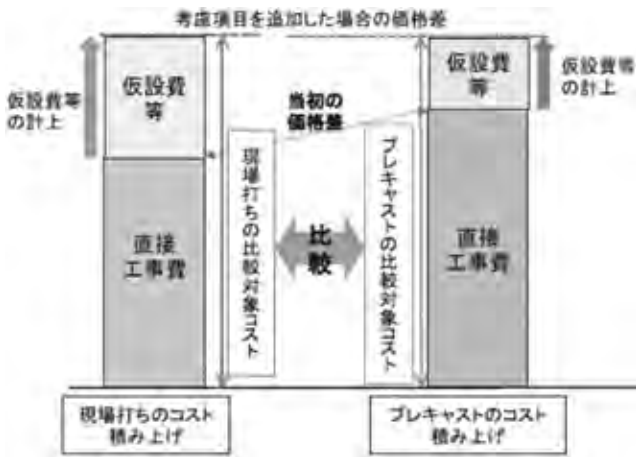 考慮項目を追加した場合の価格差
仮設費等
の計上
仮設費
等
直接
工事費
現場打ちの比較対象コスト
当初の
価格差
比較
プレキャストの比較対象コスト
仮設費
等
直接
工事費
仮設費等
の計上
現場打ちのコスト
積み上げ
プレキャストのコスト
積み上げ